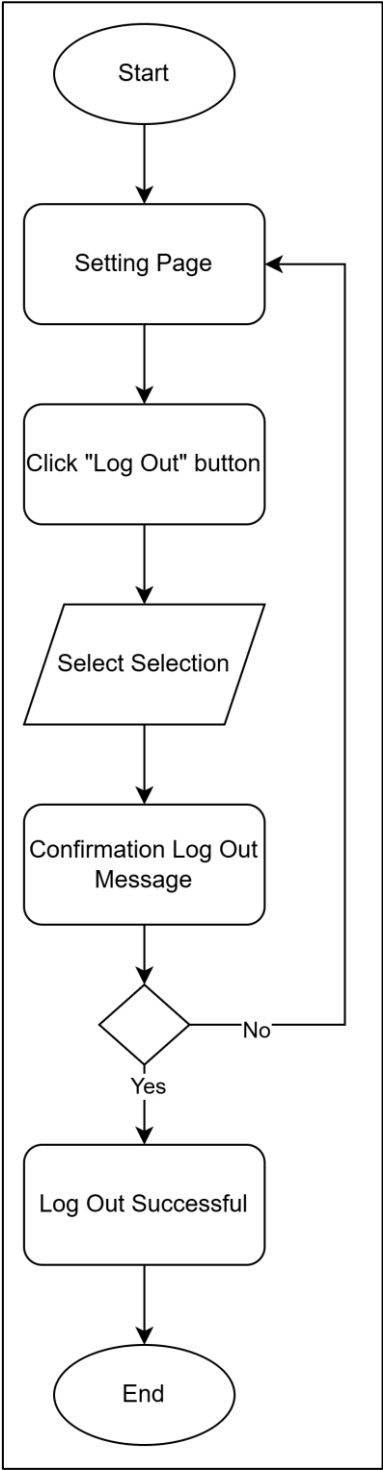 Start
Setting Page
Click "Log Out" button
Select Selection
Confirmation Log Out
Message
No
Yes
Log Out Successful
End